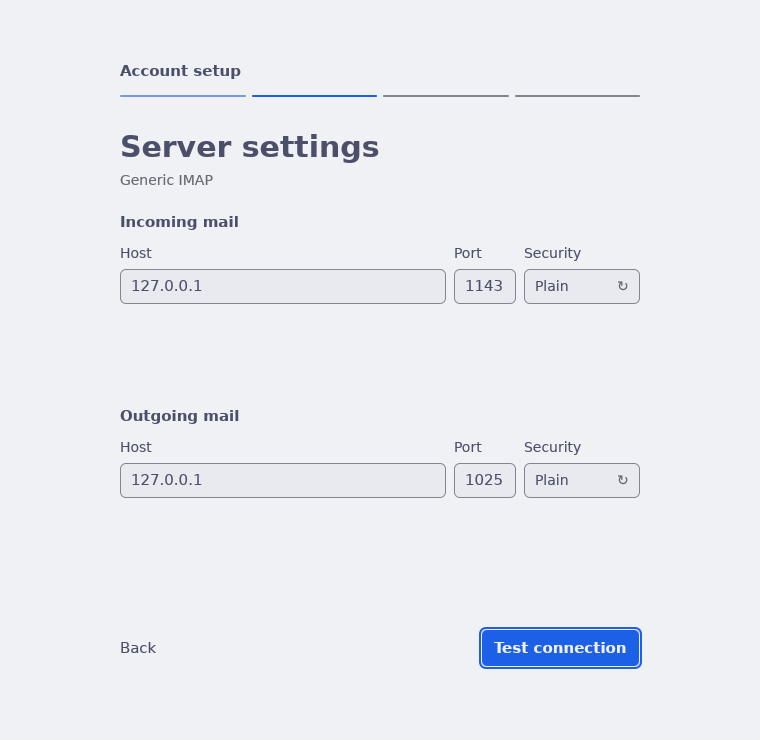 Account setup
Server settings
Generic IMAP
Incoming mail
Host Port Security
127.0.0.1 1143 Plain ↻
Outgoing mail
Host Port Security
127.0.0.1 1025 Plain ↻
Back Test connection